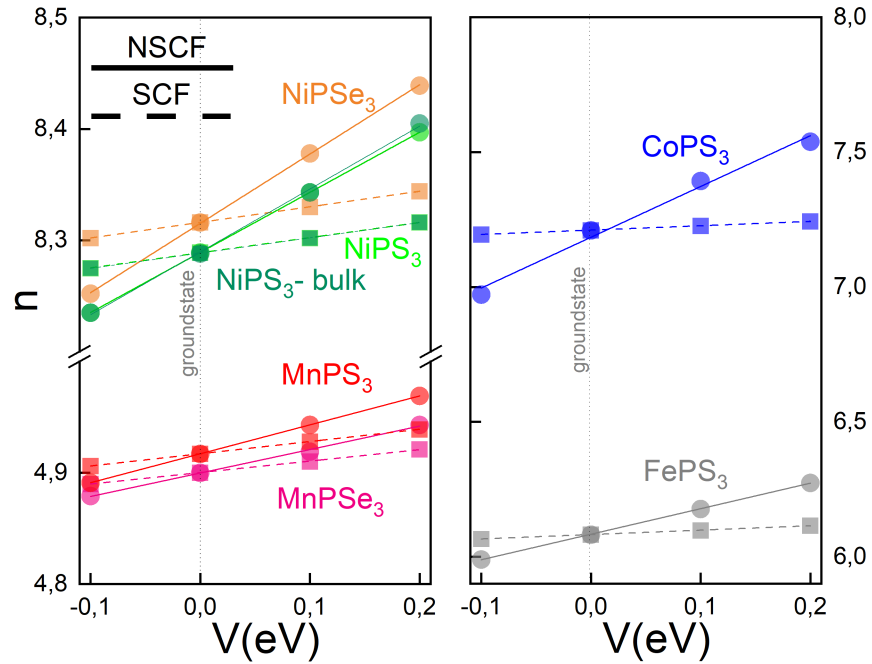 8,5
8,4
8,3
8,2
4,9
4,8
n
NSCF
SCF
NiPSe3
NiPS3
NiPS3- bulk
groundstate
MnPS3
MnPSe3
-0,1 0,0 0,1 0,2
V(eV)
8,0
7,5
7,0
6,5
6,0
CoPS3
groundstate
FePS3
-0,1 0,0 0,1 0,2
V(eV)